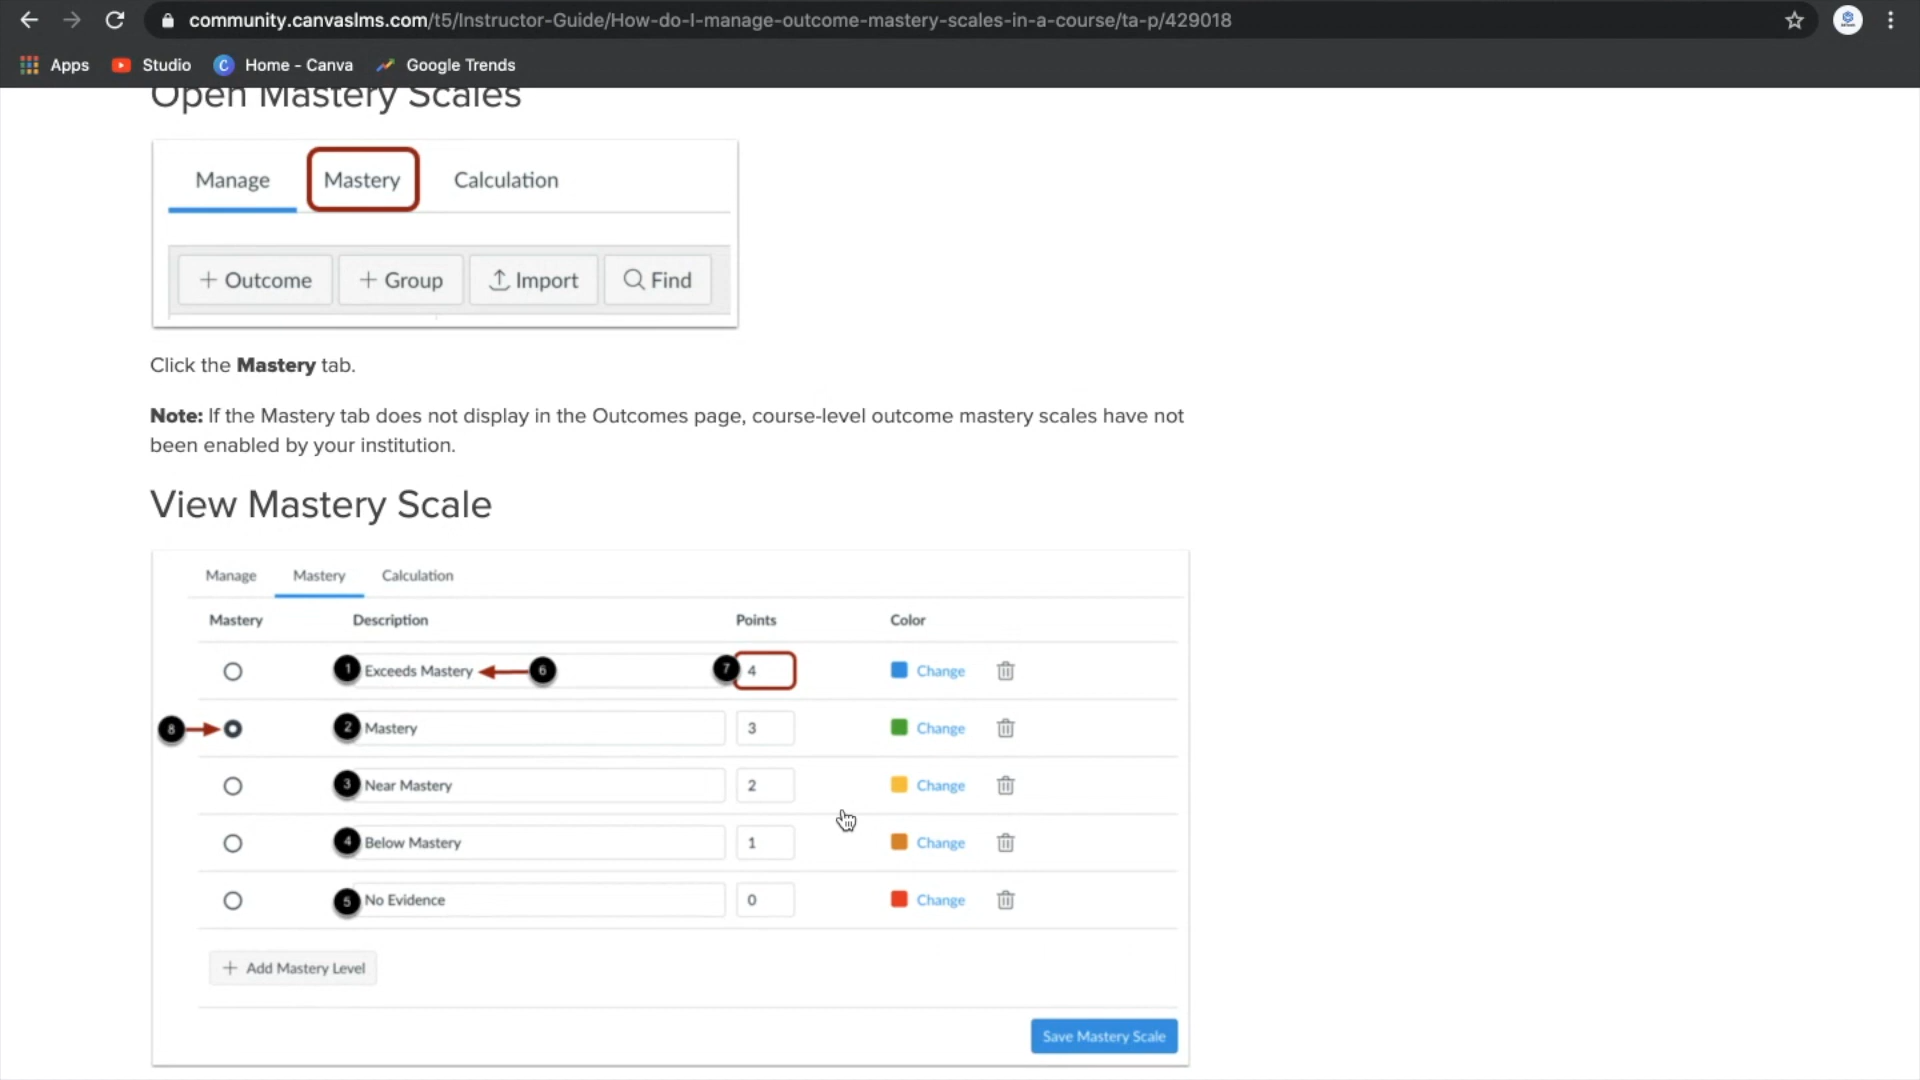 community.canvaslms.com/t5/Instructor-Guide/How-do-I-manage-outcome-mastery-scales-in-a-course/ta-p/429018
Apps Studio Home - Canva Google Trends
Open Mastery Scales
Manage Mastery Calculation
+ Outcome + Group Import Find
Click the Mastery tab.
Note: If the Mastery tab does not display in the Outcomes page, course-level outcome mastery scales have not
been enabled by your institution.
View Mastery Scale
Manage Mastery Calculation
Mastery Description Points Color
1 Exceeds Mastery 6 7 4 Change
8 2 Mastery 3 Change
3 Near Mastery 2 Change
4 Below Mastery 1 Change
5 No Evidence 0 Change
+ Add Mastery Level
Save Mastery Scale